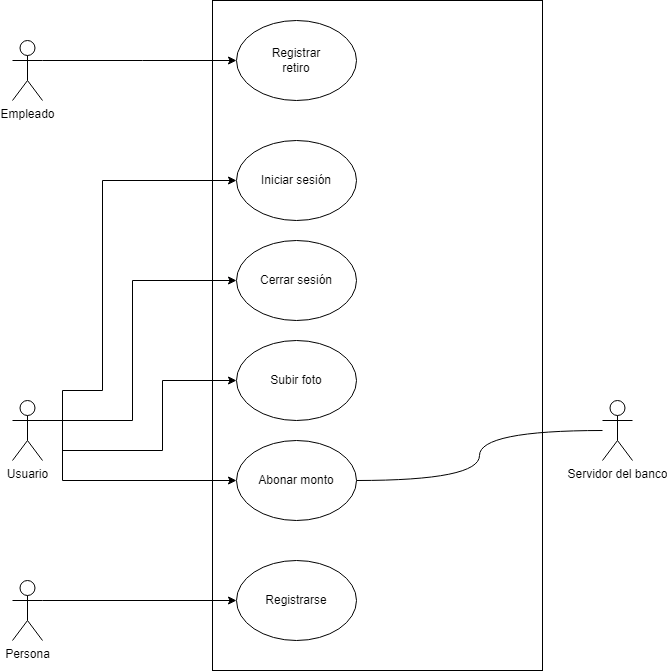 Registrar
retiro
Empleado
Iniciar sesión
Cerrar sesión
Subir foto
Usuario
Abonar monto
Servidor del banco
Registrarse
Persona